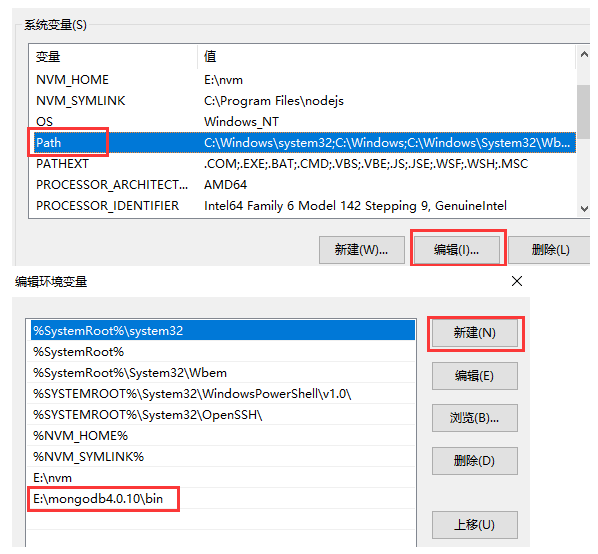 系统变量(S)
变量 值
NVM_HOME E:\nvm
NVM_SYMLINK C:\Program Files\nodejs
OS Windows_NT
Path C:\Windows\system32;C:\Windows;C:\Windows\System32\Wb...
PATHEXT .COM;.EXE;.BAT;.CMD;.VBS;.VBE;.JS;.JSE;.WSF;.WSH;.MSC
PROCESSOR_ARCHITECT... AMD64
PROCESSOR_IDENTIFIER Intel64 Family 6 Model 142 Stepping 9, GenuineIntel
新建(W)... 编辑(I)... 删除(L)
编辑环境变量
%SystemRoot%\system32
新建(N)
%SystemRoot%
%SystemRoot%\System32\Wbem
编辑(E)
%SYSTEMROOT%\System32\WindowsPowerShell\v1.0\
%SYSTEMROOT%\System32\OpenSSH\
浏览(B)...
%NVM_HOME%
%NVM_SYMLINK%
删除(D)
E:\nvm
E:\mongodb4.0.10\bin
上移(U)